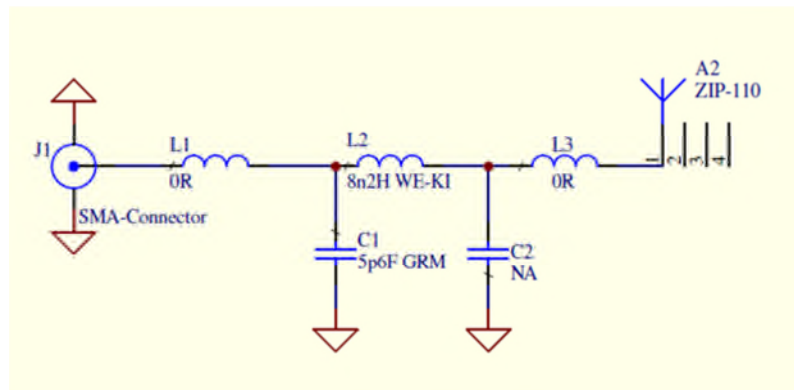 A2
ZIP-110
J1
L1
0R
L2
8n2H WE-KI
L3
0R
1
2
3
4
SMA-Connector
C1
5p6F GRM
C2
NA